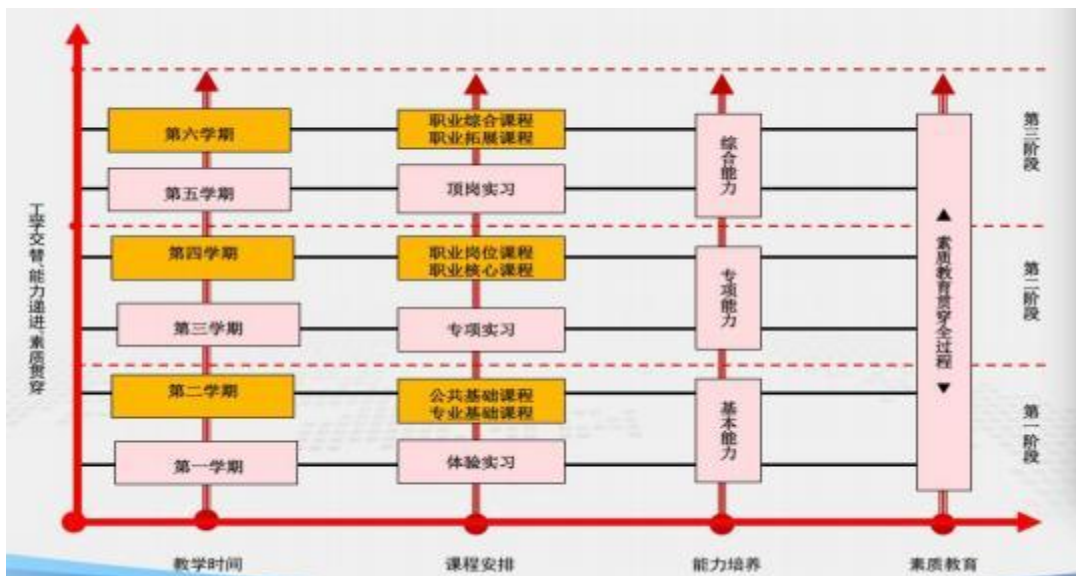 第六学期
职业综合课程
职业拓展课程
综合能力
第三阶段
第五学期
项岗实习
工学交替、能力递进、素质贯穿
第四学期
职业岗位课程
职业核心课程
专项能力
▲ 素质教育贯穿全过程 ▼
第二阶段
第三学期
专项实习
第二学期
公共基础课程
专业基础课程
基本能力
第一阶段
第一学期
体验实习
教学时间
课程安排
能力培养
素质教育